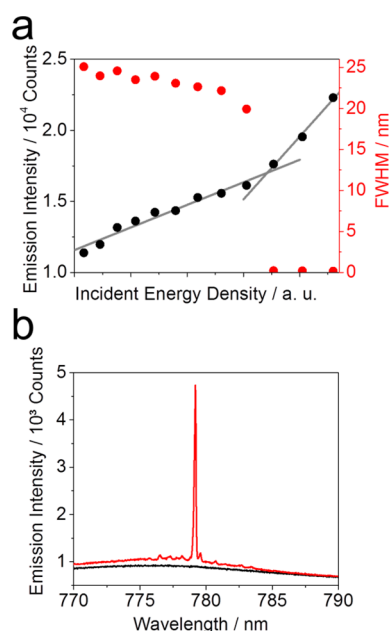 a
2.5
2.0
1.5
1.0
Emission Intensity / 10⁴ Counts
25
20
15
10
5
0
FWHM / nm
Incident Energy Density / a. u.
b
5
4
3
2
1
Emission Intensity / 10³ Counts
770 775 780 785 790
Wavelength / nm